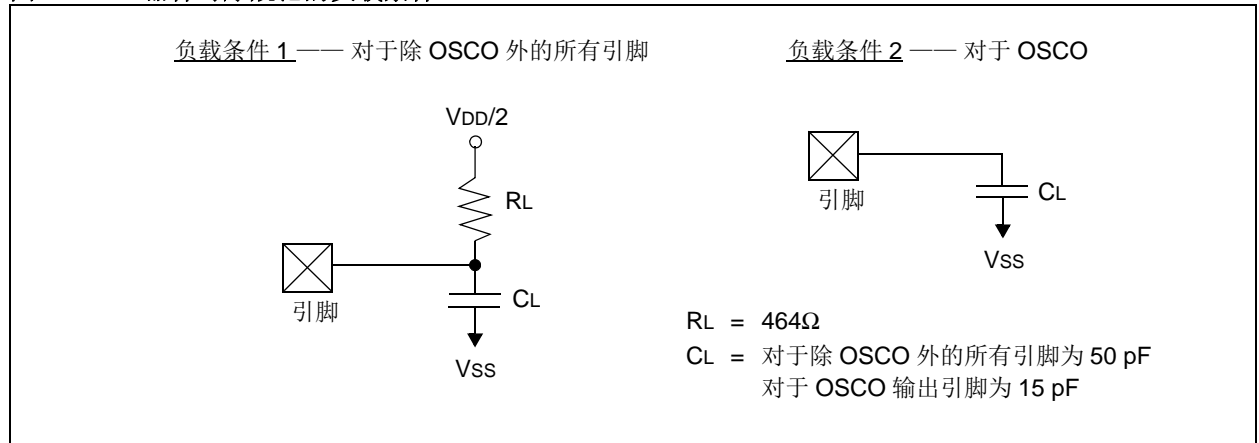 负载条件 1 —— 对于除 OSCO 外的所有引脚
负载条件 2 —— 对于 OSCO
VDD/2
RL
引脚
CL
VSS
引脚
CL
VSS
RL = 464Ω
CL = 对于除 OSCO 外的所有引脚为 50 pF
对于 OSCO 输出引脚为 15 pF